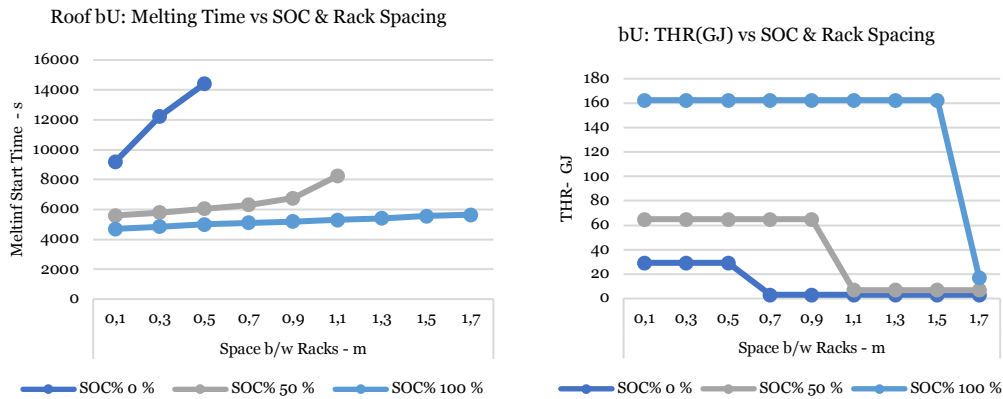 Roof bU: Melting Time vs SOC & Rack Spacing
Meltinf Start Time - s
16000
14000
12000
10000
8000
6000
4000
2000
0
0,1 0,3 0,5 0,7 0,9 1,1 1,3 1,5 1,7
Space b/w Racks - m
SOC% 0 % SOC% 50 % SOC% 100 %
bU: THR(GJ) vs SOC & Rack Spacing
THR- GJ
180
160
140
120
100
80
60
40
20
0
0,1 0,3 0,5 0,7 0,9 1,1 1,3 1,5 1,7
Space b/w Racks - m
SOC% 0 % SOC% 50 % SOC% 100 %